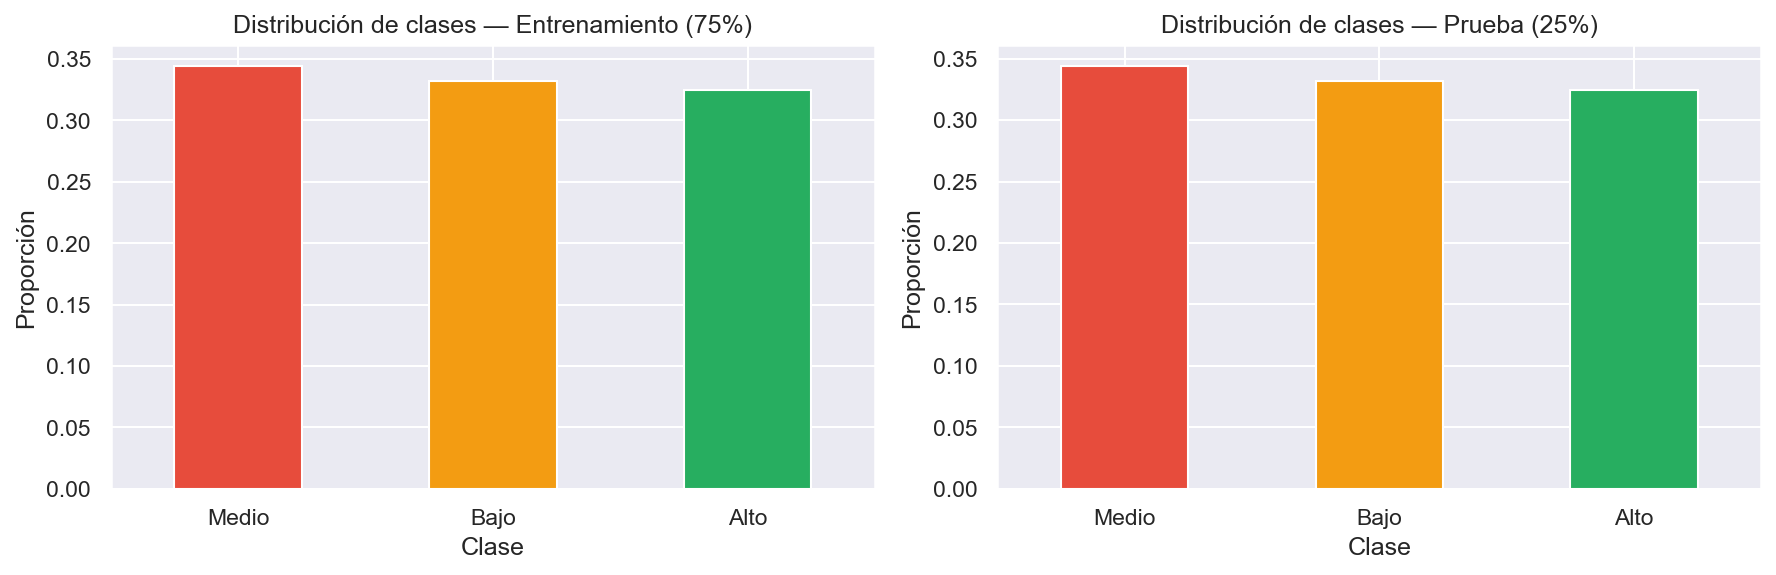 Distribución de clases — Entrenamiento (75%)
0.35
0.30
0.25
0.20
0.15
0.10
0.05
0.00
Proporción
Medio
Bajo
Alto
Clase
Distribución de clases — Prueba (25%)
0.35
0.30
0.25
0.20
0.15
0.10
0.05
0.00
Proporción
Medio
Bajo
Alto
Clase